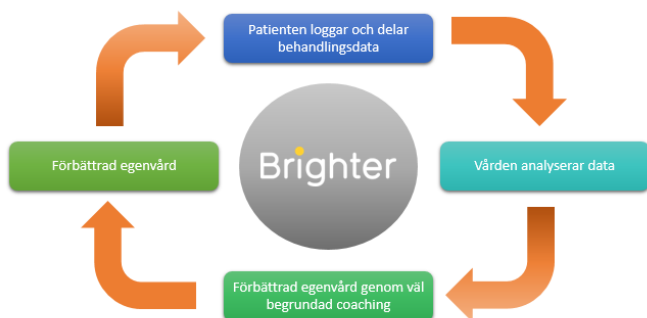 Patienten loggar och delar
behandlingsdata
Förbättrad egenvård
Brighter
Vården analyserar data
Förbättrad egenvård genom väl
begrundad coaching